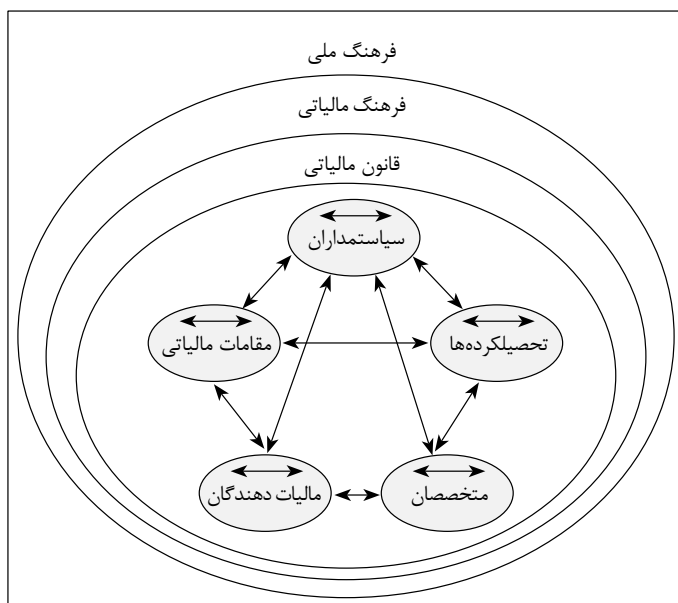 فرهنگ ملی
فرهنگ مالیاتی
قانون مالیاتی
سیاستمداران
تحصیلکرده‌ها
مقامات مالیاتی
متخصصان
مالیات دهندگان